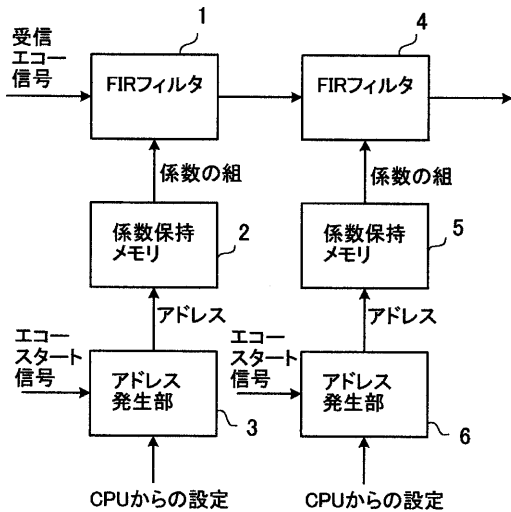 1
4
受信
エコー
信号
FIRフィルタ
FIRフィルタ
係数の組
係数の組
2
5
係数保持
メモリ
係数保持
メモリ
アドレス
アドレス
エコー
スタート
信号
エコー
スタート
信号
アドレス
発生部
アドレス
発生部
3
6
CPUからの設定
CPUからの設定